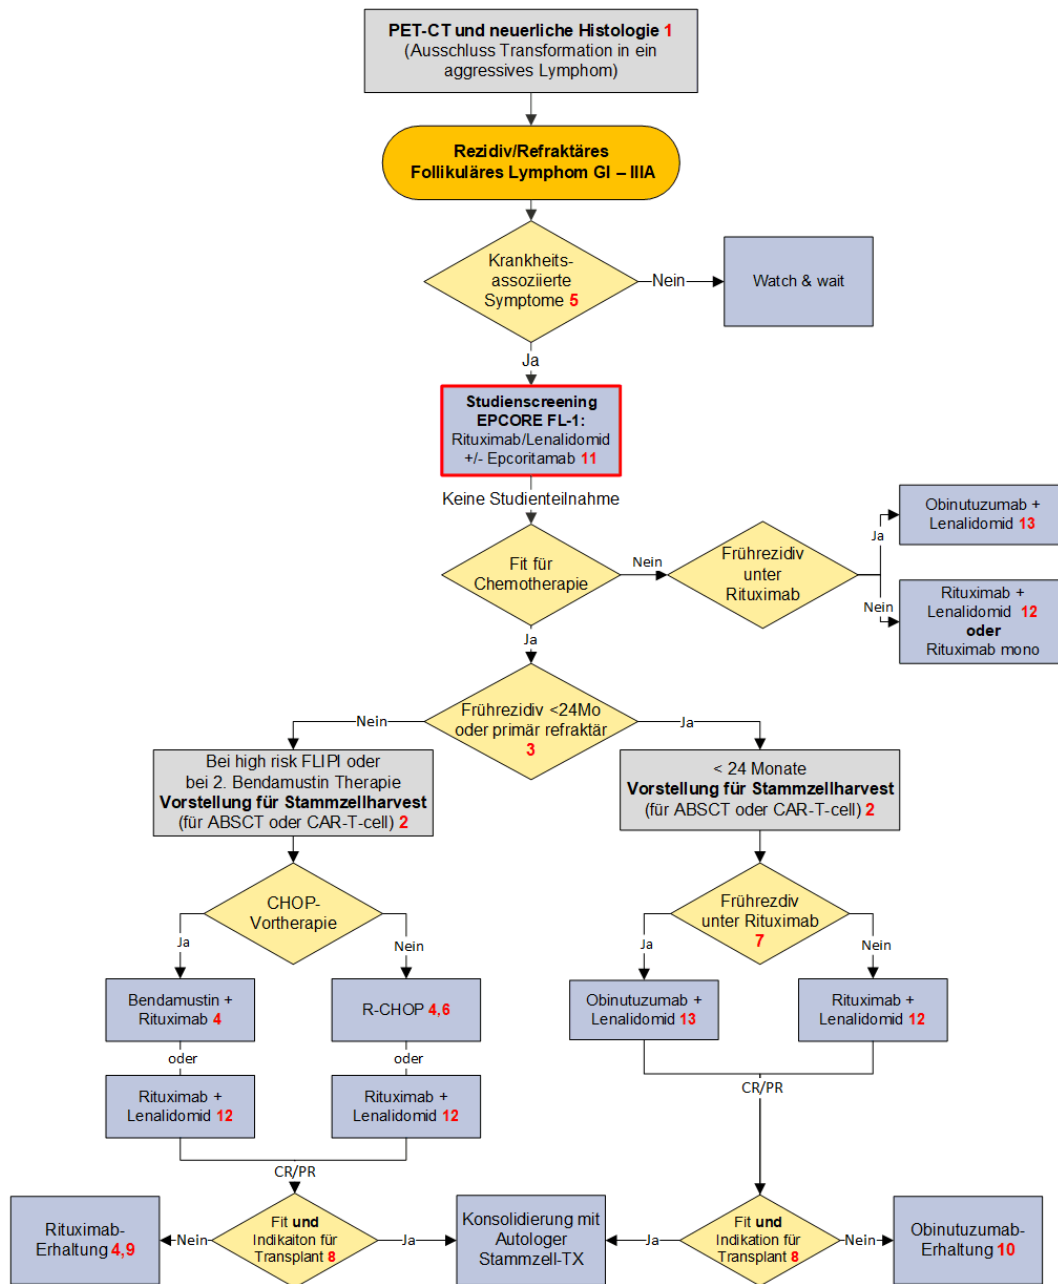 PET-CT und neuerliche Histologie 1
(Ausschluss Transformation in ein
aggressives Lymphom)
Rezidiv/Refraktäres
Follikuläres Lymphom GI – IIIA
Krankheits-
assoziierte
Symptome 5
Nein
Watch & wait
Ja
Studienscreening
EPCORE FL-1:
Rituximab/Lenalidomid
+/- Epcoritamab 11
Keine Studienteilnahme
Fit für
Chemotherapie
Nein
Frührezidiv
unter
Rituximab
Ja
Obinutuzumab +
Lenalidomid 13
Nein
Rituximab +
Lenalidomid 12
oder
Rituximab mono
Ja
Frührezidiv <24Mo
oder primär refraktär
3
Nein
Ja
Bei high risk FLIPI oder
bei 2. Bendamustin Therapie
Vorstellung für Stammzellharvest
(für ABSCT oder CAR-T-cell) 2
< 24 Monate
Vorstellung für Stammzellharvest
(für ABSCT oder CAR-T-cell) 2
CHOP-
Vortherapie
Ja
Nein
Frührezdiv
unter Rituximab
7
Ja
Nein
Bendamustin +
Rituximab 4
R-CHOP 4,6
Obinutuzumab +
Lenalidomid 13
Rituximab +
Lenalidomid 12
oder
oder
Rituximab +
Lenalidomid 12
Rituximab +
Lenalidomid 12
CR/PR
CR/PR
Rituximab-
Erhaltung 4,9
Nein
Fit und
Indikaiton für
Transplant 8
Ja
Konsolidierung mit
Autologer
Stammzell-TX
Ja
Fit und
Indikation für
Transplant 8
Nein
Obinutuzumab-
Erhaltung 10